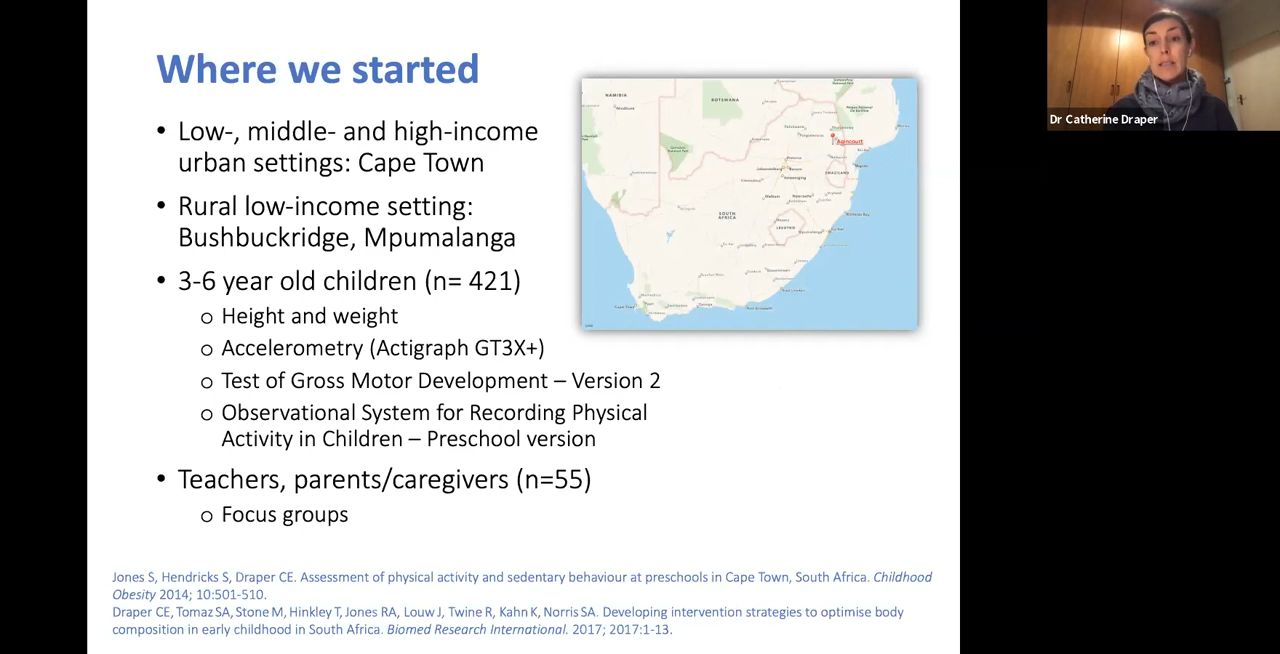 Where we started
• Low-, middle- and high-income
urban settings: Cape Town
• Rural low-income setting:
Bushbuckridge, Mpumalanga
• 3-6 year old children (n= 421)
o Height and weight
o Accelerometry (Actigraph GT3X+)
o Test of Gross Motor Development – Version 2
o Observational System for Recording Physical
Activity in Children – Preschool version
• Teachers, parents/caregivers (n=55)
o Focus groups
NAMIBIA
BOTSWANA
Agincourt
SWAZILAND
SOUTH
AFRICA
LESOTHO
Dr Catherine Draper
Jones S, Hendricks S, Draper CE. Assessment of physical activity and sedentary behaviour at preschools in Cape Town, South Africa. Childhood
Obesity 2014; 10:501-510.
Draper CE, Tomaz SA, Stone M, Hinkley T, Jones RA, Louw J, Twine R, Kahn K, Norris SA. Developing intervention strategies to optimise body
composition in early childhood in South Africa. Biomed Research International. 2017; 2017:1-13.